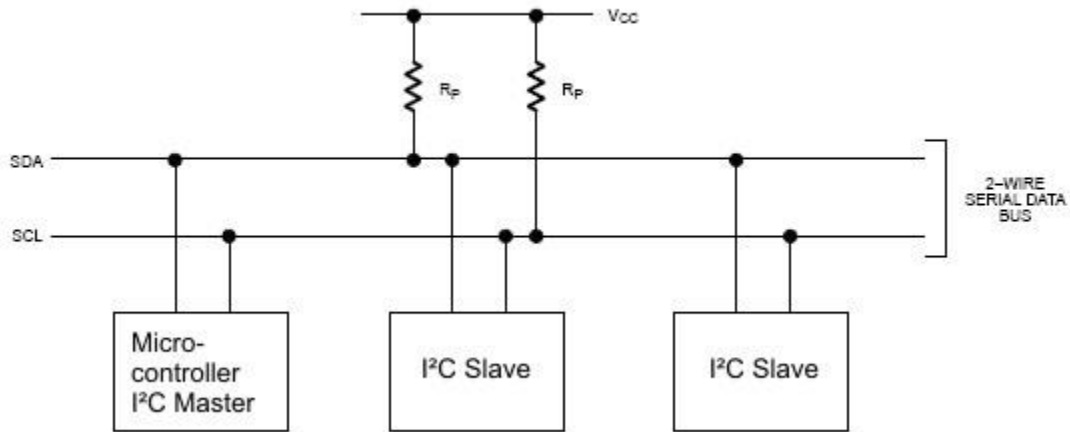 Vcc
RP
RP
SDA
2–WIRE
SERIAL DATA
BUS
SCL
Micro-
controller
I²C Master
I²C Slave
I²C Slave